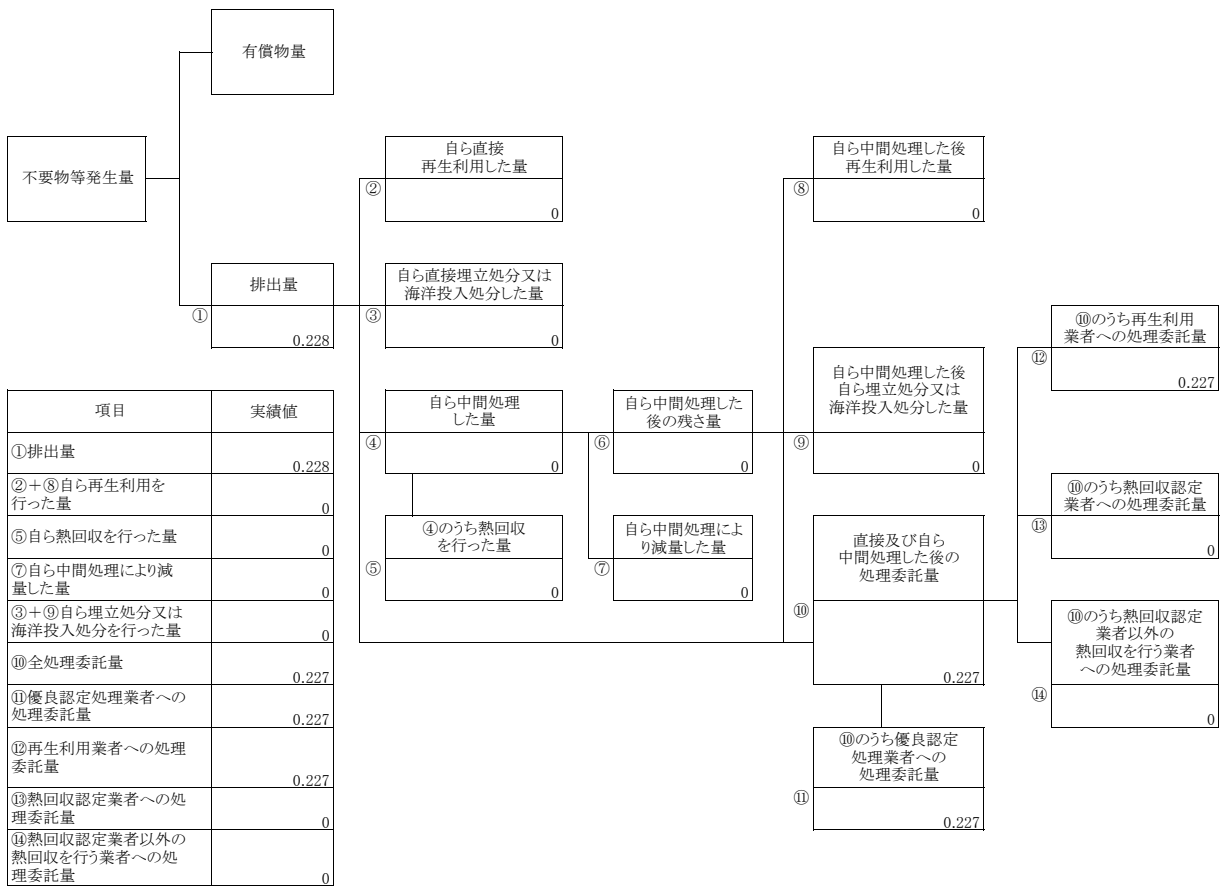 有償物量
不要物等発生量
排出量
①
0.228
自ら直接
再生利用した量
②
0
自ら直接埋立処分又は
海洋投入処分した量
③
0
自ら中間処理
した量
④
0
④のうち熱回収
を行った量
⑤
0
自ら中間処理した
後の残さ量
⑥
0
自ら中間処理によ
り減量した量
⑦
0
自ら中間処理した後
再生利用した量
⑧
0
自ら中間処理した後
自ら埋立処分又は
海洋投入処分した量
⑨
0
直接及び自ら
中間処理した後の
処理委託量
⑩
0.227
⑩のうち優良認定
処理業者への
処理委託量
⑪
0.227
⑩のうち再生利用
業者への処理委託量
⑫
0.227
⑩のうち熱回収認定
業者への処理委託量
⑬
0
⑩のうち熱回収認定
業者以外の
熱回収を行う業者
への処理委託量
⑭
0
項目 実績値
①排出量
0.228
②＋⑧自ら再生利用を
行った量
0
⑤自ら熱回収を行った量
0
⑦自ら中間処理により減
量した量
0
③＋⑨自ら埋立処分又は
海洋投入処分を行った量
0
⑩全処理委託量
0.227
⑪優良認定処理業者への
処理委託量
0.227
⑫再生利用業者への処理
委託量
0.227
⑬熱回収認定業者への処
理委託量
0
⑭熱回収認定業者以外の
熱回収を行う業者への処
理委託量
0